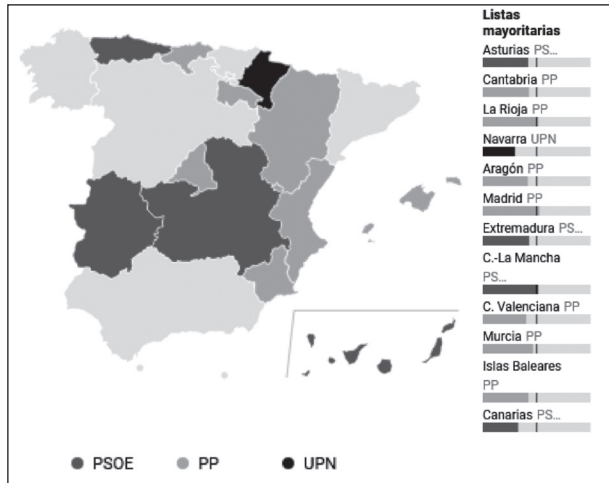 Listas
mayoritarias
Asturias PS...
Cantabria PP
La Rioja PP
Navarra UPN
Aragón PP
Madrid PP
Extremadura PS...
C.-La Mancha
PS...
C. Valenciana PP
Murcia PP
Islas Baleares
PP
Canarias PS...
PSOE PP UPN